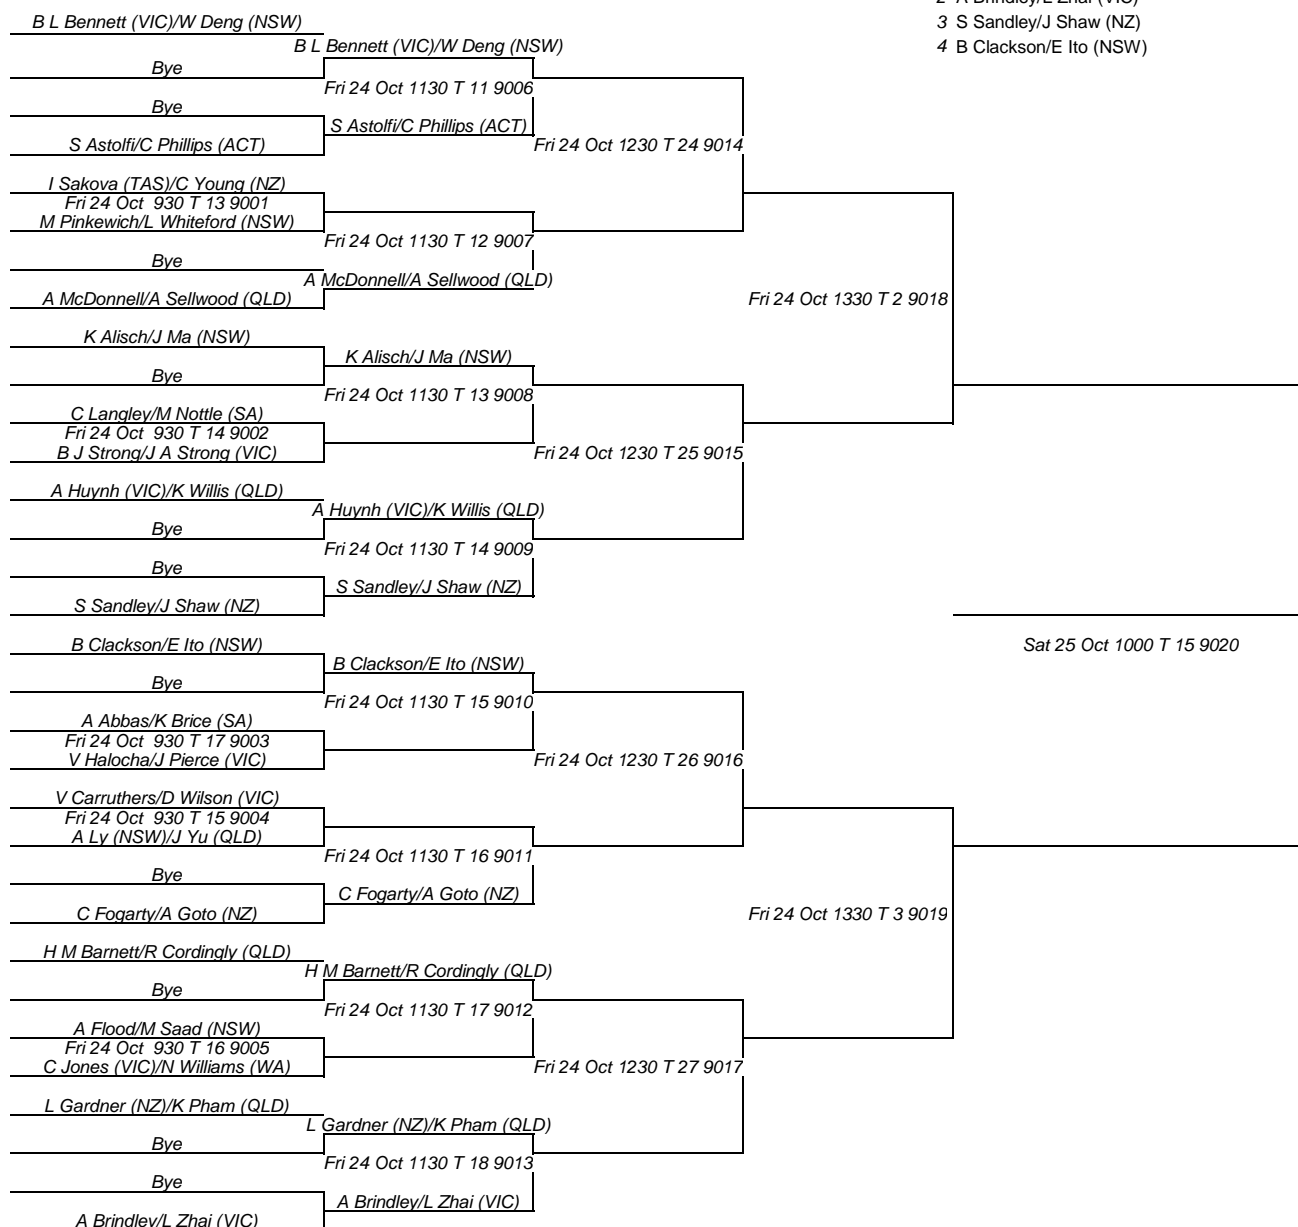 2 A Brindley/L Zhai (VIC)
3 S Sandley/J Shaw (NZ)
4 B Clackson/E Ito (NSW)
B L Bennett (VIC)/W Deng (NSW)
Bye
Bye
S Astolfi/C Phillips (ACT)
I Sakova (TAS)/C Young (NZ)
Fri 24 Oct 930 T 13 9001
M Pinkewich/L Whiteford (NSW)
Bye
A McDonnell/A Sellwood (QLD)
K Alisch/J Ma (NSW)
Bye
C Langley/M Nottle (SA)
Fri 24 Oct 930 T 14 9002
B J Strong/J A Strong (VIC)
A Huynh (VIC)/K Willis (QLD)
Bye
Bye
S Sandley/J Shaw (NZ)
B Clackson/E Ito (NSW)
Bye
A Abbas/K Brice (SA)
Fri 24 Oct 930 T 17 9003
V Halocha/J Pierce (VIC)
V Carruthers/D Wilson (VIC)
Fri 24 Oct 930 T 15 9004
A Ly (NSW)/J Yu (QLD)
Bye
C Fogarty/A Goto (NZ)
H M Barnett/R Cordingly (QLD)
Bye
A Flood/M Saad (NSW)
Fri 24 Oct 930 T 16 9005
C Jones (VIC)/N Williams (WA)
L Gardner (NZ)/K Pham (QLD)
Bye
Bye
A Brindley/L Zhai (VIC)
B L Bennett (VIC)/W Deng (NSW)
Fri 24 Oct 1130 T 11 9006
S Astolfi/C Phillips (ACT)
Fri 24 Oct 1130 T 12 9007
A McDonnell/A Sellwood (QLD)
K Alisch/J Ma (NSW)
Fri 24 Oct 1130 T 13 9008
A Huynh (VIC)/K Willis (QLD)
Fri 24 Oct 1130 T 14 9009
S Sandley/J Shaw (NZ)
B Clackson/E Ito (NSW)
Fri 24 Oct 1130 T 15 9010
Fri 24 Oct 1130 T 16 9011
C Fogarty/A Goto (NZ)
H M Barnett/R Cordingly (QLD)
Fri 24 Oct 1130 T 17 9012
L Gardner (NZ)/K Pham (QLD)
Fri 24 Oct 1130 T 18 9013
A Brindley/L Zhai (VIC)
Fri 24 Oct 1230 T 24 9014
Fri 24 Oct 1230 T 25 9015
Fri 24 Oct 1230 T 26 9016
Fri 24 Oct 1230 T 27 9017
Fri 24 Oct 1330 T 2 9018
Fri 24 Oct 1330 T 3 9019
Sat 25 Oct 1000 T 15 9020